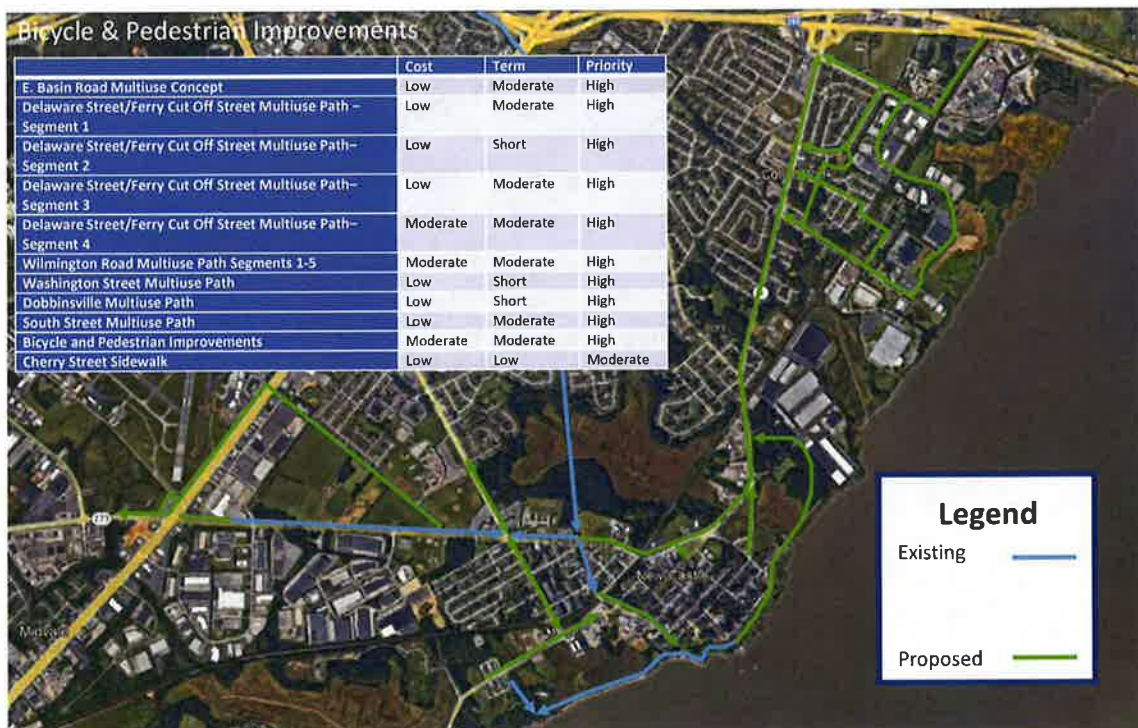 Bicycle & Pedestrian Improvements
Cost Term Priority
E. Basin Road Multiuse Concept Low Moderate High
Delaware Street/Ferry Cut Off Street Multiuse Path – Low Moderate High
Segment 1
Delaware Street/Ferry Cut Off Street Multiuse Path– Low Short High
Segment 2
Delaware Street/Ferry Cut Off Street Multiuse Path– Low Moderate High
Segment 3
Delaware Street/Ferry Cut Off Street Multiuse Path– Moderate Moderate High
Segment 4
Wilmington Road Multiuse Path Segments 1-5 Moderate Moderate High
Washington Street Multiuse Path Low Short High
Dobbinsville Multiuse Path Low Short High
South Street Multiuse Path Low Moderate High
Bicycle and Pedestrian Improvements Moderate Moderate High
Cherry Street Sidewalk Low Low Moderate
273
New Castle
Legend
Existing
Proposed